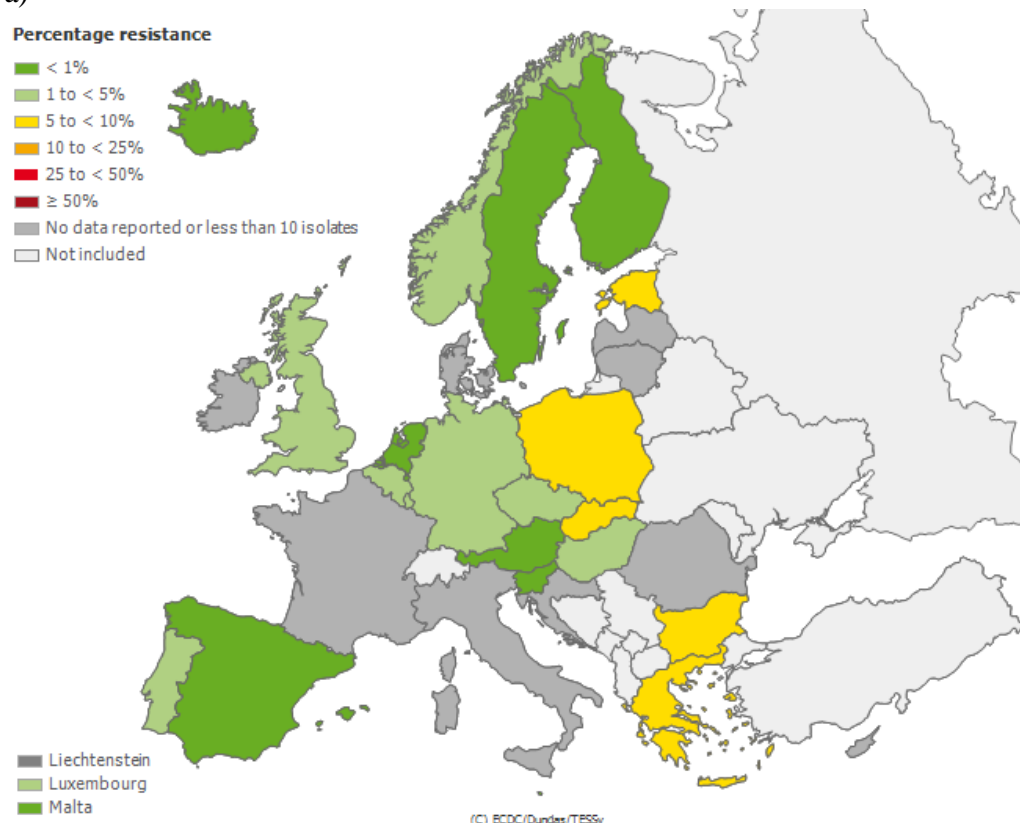 a)
Percentage resistance
< 1%
1 to < 5%
5 to < 10%
10 to < 25%
25 to < 50%
≥ 50%
No data reported or less than 10 isolates
Not included
Liechtenstein
Luxembourg
Malta
(C) ECDC/Dundas/TESSy